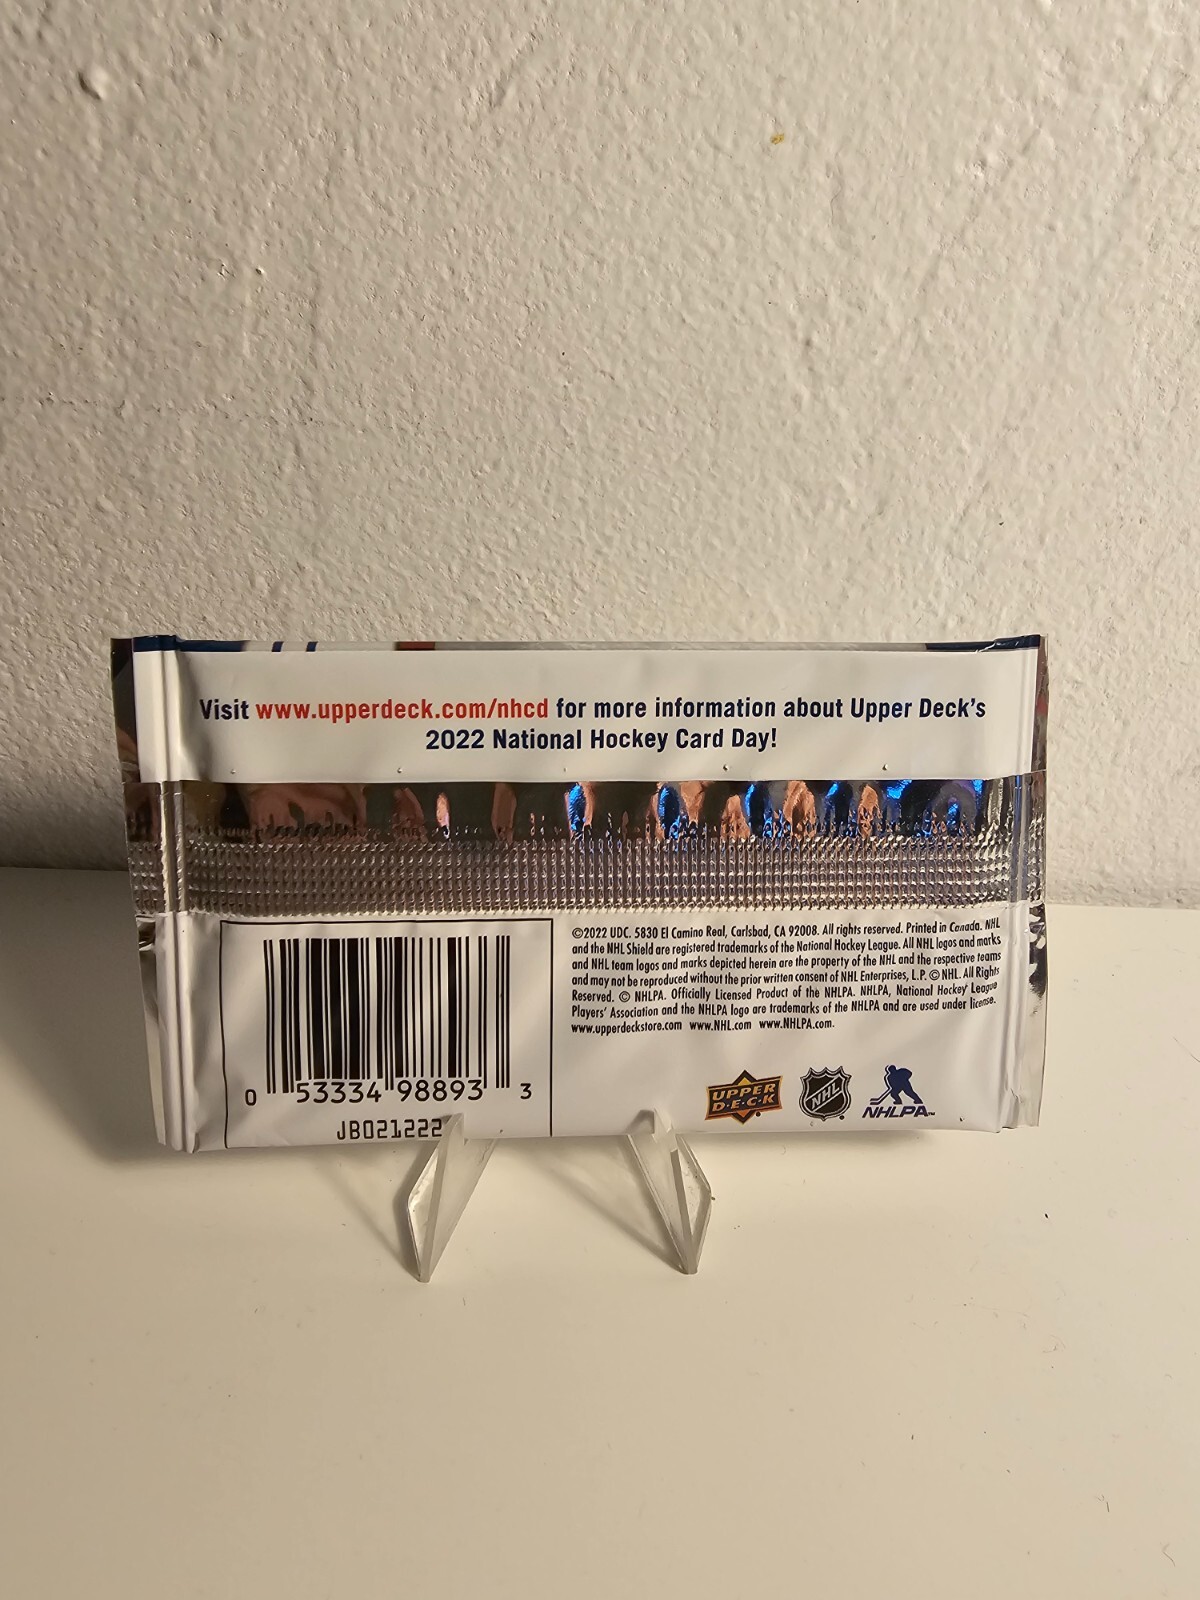 Visit www.upperdeck.com/nhcd for more information about Upper Deck's
2022 National Hockey Card Day!
©2022 UDC. 5830 El Camino Real, Carlsbad, CA 92008. All rights reserved. Printed in Canada. NHL
and the NHL Shield are registered trademarks of the National Hockey League. All NHL logos and marks
and NHL team logos and marks depicted herein are the property of the NHL and the respective teams
and may not be reproduced without the prior written consent of NHL Enterprises, L.P. © NHL. All Rights
Reserved. © NHLPA. Officially Licensed Product of the NHLPA. NHLPA, National Hockey League
Players' Association and the NHLPA logo are trademarks of the NHLPA and are used under license.
www.upperdeckstore.com www.NHL.com www.NHLPA.com.
0 53334 98893 3
JB021222
UPPER
D·E·C·K
NHL
NHLPA™